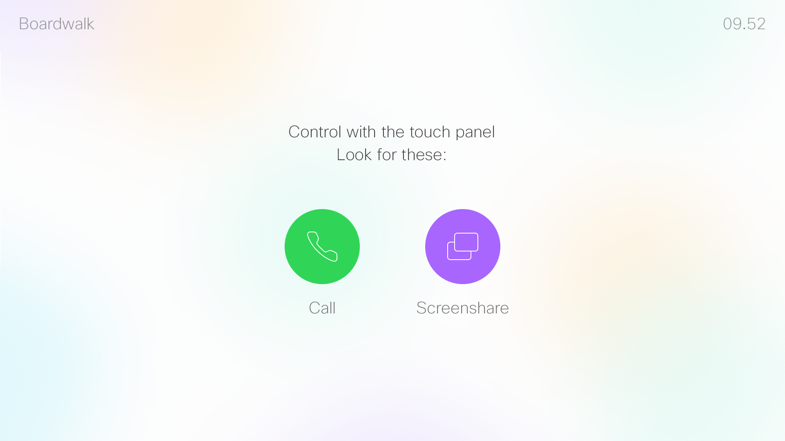 Boardwalk
09.52
Control with the touch panel
Look for these:
Call
Screenshare